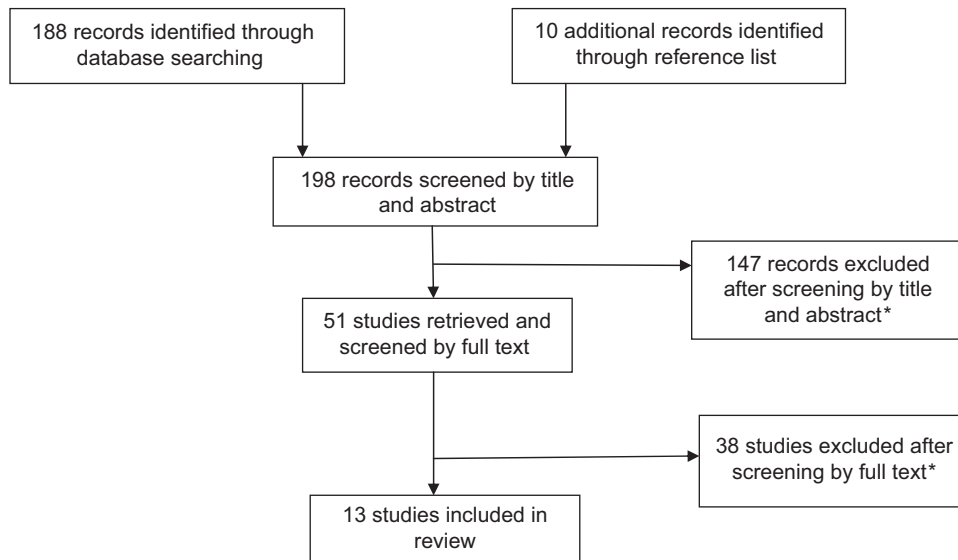 188 records identified through
database searching
10 additional records identified
through reference list
198 records screened by title
and abstract
147 records excluded
after screening by title
and abstract*
51 studies retrieved and
screened by full text
38 studies excluded after
screening by full text*
13 studies included in
review